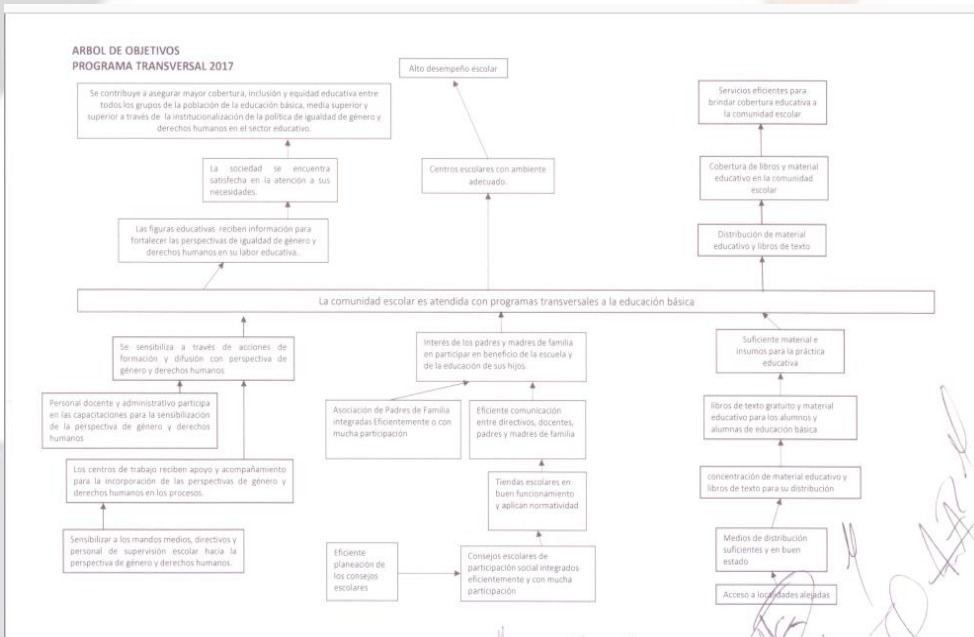 ARBOL DE OBJETIVOS
PROGRAMA TRANSVERSAL 2017
Alto desempeño escolar
Se contribuye a asegurar mayor cobertura, inclusión y equidad educativa entre
todos los grupos de la población de la educación básica, media superior y
superior a través de la institucionalización de la política de igualdad de género y
derechos humanos en el sector educativo.
Servicios eficientes para
brindar cobertura educativa a
la comunidad escolar
La sociedad se encuentra
satisfecha en la atención a sus
necesidades.
Centros escolares con ambiente
adecuado.
Cobertura de libros y material
educativo en la comunidad
escolar
Las figuras educativas reciben información para
fortalecer las perspectivas de igualdad de género y
derechos humanos en su labor educativa.
Distribución de material
educativo y libros de texto
La comunidad escolar es atendida con programas transversales a la educación básica
Se sensibiliza a través de acciones de
formación y difusión con perspectiva de
género y derechos humanos
Interés de los padres y madres de familia
en participar en beneficio de la escuela y
de la educación de sus hijos.
Suficiente material e
insumos para la práctica
educativa
Personal docente y administrativo participa
en las capacitaciones para la sensibilización
de la perspectiva de género y derechos
humanos
Asociación de Padres de Familia
integradas Eficientemente o con
mucha participación
Eficiente comunicación
entre directivos, docentes,
padres y madres de familia
libros de texto gratuito y material
educativo para los alumnos y
alumnas de educación básica
Los centros de trabajo reciben apoyo y acompañamiento
para la incorporación de las perspectivas de género y
derechos humanos en los procesos.
Tiendas escolares en
buen funcionamiento
y aplican normatividad
concentración de material educativo y
libros de texto para su distribución
Sensibilizar a los mandos medios, directivos y
personal de supervisión escolar hacia la
perspectiva de género y derechos humanos.
Eficiente
planeación de
los consejos
escolares
Consejos escolares de
participación social integrados
eficientemente y con mucha
participación
Medios de distribución
suficientes y en buen
estado
Acceso a localidades alejadas